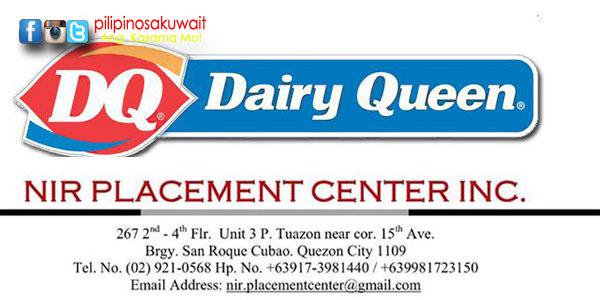 pilipinosakuwait
Ang Kasama Mo!
DQ® Dairy Queen®
NIR PLACEMENT CENTER INC.
267 2nd - 4th Flr. Unit 3 P. Tuazon near cor. 15th Ave.
Brgy. San Roque Cubao. Quezon City 1109
Tel. No. (02) 921-0568 Hp. No. +63917-3981440 / +639981723150
Email Address: nir.placementcenter@gmail.com